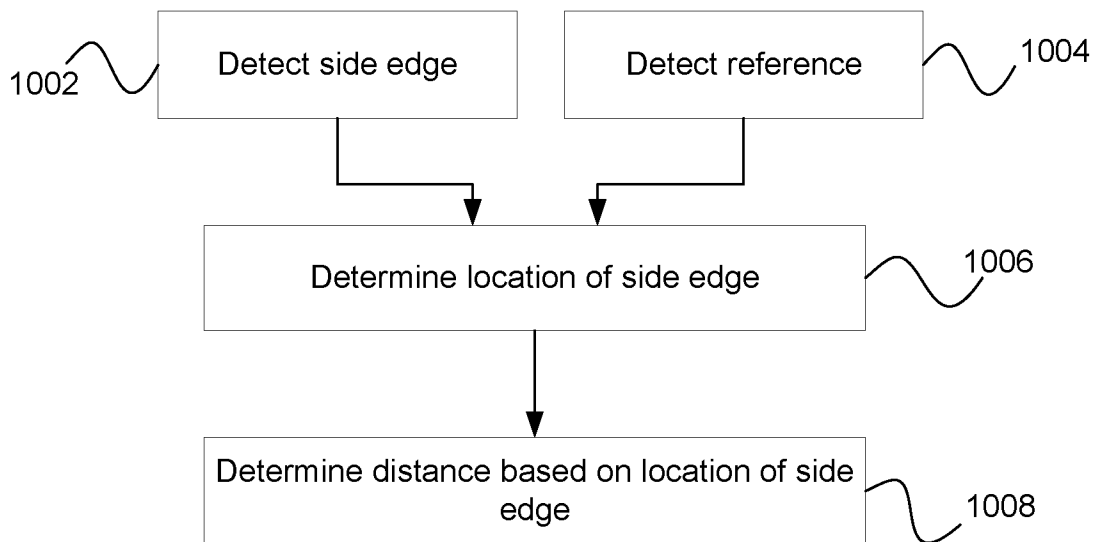 1002
Detect side edge
Detect reference
1004
Determine location of side edge
1006
Determine distance based on location of side
edge
1008